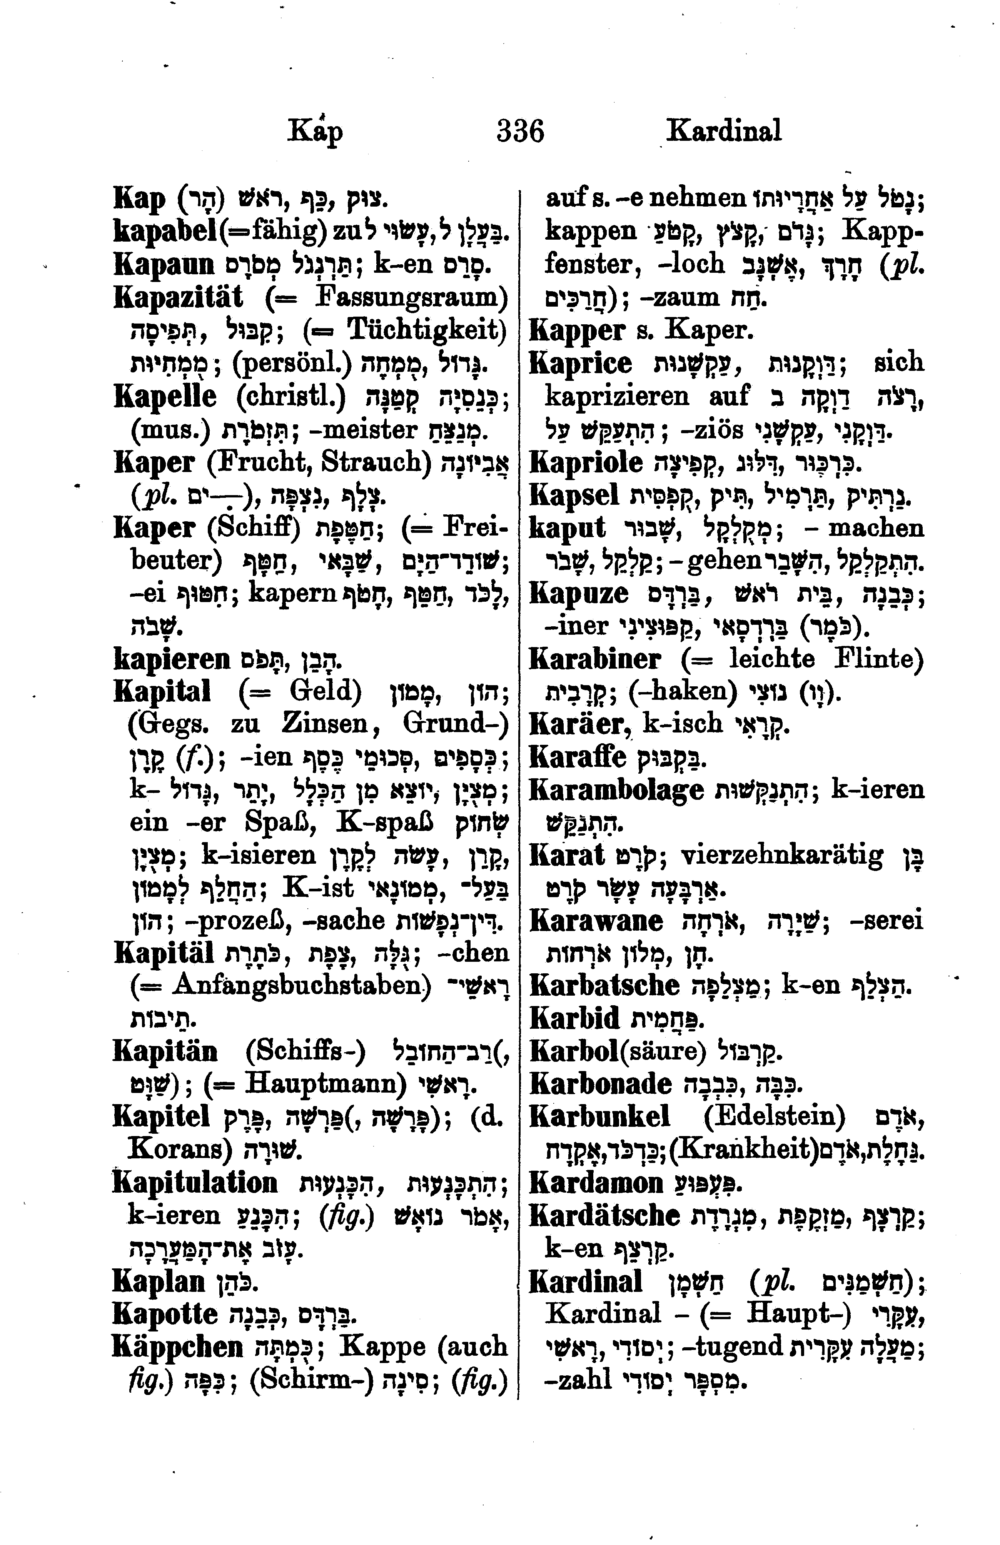 Kap 336 Kardinal
Kap (הָר) צוּק, כֵּף, רֹאשׁ.
kapabel(=fähig) zu בַּעֲלָן לְ, עָשׂוּי לְ.
Kapaun תַּרְנְגֹל מְסֹרָס; k-en סָרֵס.
Kapazität (= Fassungsraum)
קִבּוּל, תְּפִיסָה; (= Tüchtigkeit)
מֻמְחִיּוּת; (persönl.) גָּדוֹל, מֻמְחֶה.
Kapelle (christl.) כְּנֵסִיָּה קְטַנָּה;
(mus.) תִּזְמֹרֶת; -meister מְנַצֵּחַ.
Kaper (Frucht, Strauch) אֲבִיּוֹנָה
(pl. ־ִים), נִצְפָּה, צָלָף.
Kaper (Schiff) חַטֶּפֶת; (= Frei-
beuter) שׁוֹדֵד־הַיָּם, שַׁבַּאי, חַטָּף;
-ei חִטּוּף; kapern לָכֹד, חַטֵּף, חָטֹף,
שָׁבֹה.
kapieren הָבֵן, תָּפֹס.
Kapital (= Geld) הוֹן, מָמוֹן;
(Gegs. zu Zinsen, Grund-)
קֶרֶן (f.); -ien כְּסָפִים, סְכוּמֵי כֶּסֶף;
k- מְצֻיָּן, יוֹצֵא מִן הַכְּלָל, יָתֵר, גָּדוֹל;
ein -er Spaß, K-spaß שְׂחוֹק
מְצֻיָּן; k-isieren קַרֵן, עָשֹׂה לְקֶרֶן,
הַחֲלֵף לְמָמוֹן; K-ist בַּעַל־, מָמוֹנַאי
הוֹן; -prozeß, -sache דִּין־נְפָשׁוֹת.
Kapitäl גֻּלָּה, צֶפֶת, כֹּתֶרֶת; -chen
(= Anfangsbuchstaben) רָאשֵׁי־
תֵּיבוֹת.
Kapitän (Schiffs-) רַב־הַחוֹבֵל(,
שַׁיָּט); (= Hauptmann) רָאשִׁי.
Kapitel פֶּרֶק, פָּרְשָׁה(, פָּרָשָׁה); (d.
Korans) שׁוּרָה.
Kapitulation הִתְכַּנְּעוּת, הִכָּנְעוּת;
k-ieren הִכָּנַע; (fig.) אָמֹר נוֹאָשׁ,
עָזֹב אֶת־הַמַּעֲרָכָה.
Kaplan כֹּהֵן.
Kapotte בַּרְדָּס, כְּבֵנָה.
Käppchen כֻּמְתָּה; Kappe (auch
fig.) כִּפָּה; (Schirm-) סִינָה; (fig.)
auf s. -e nehmen נָטֹל עַל אַחֲרָיוּתוֹ;
kappen גָּדֹם, קָצֹץ, קַטֵּעַ; Kapp-
fenster, -loch חָרָךְ, אֶשְׁנָב (pl.
חֲרַכִּים); -zaum חָח.
Kapper s. Kaper.
Kaprice דַּוְקָנוּת, עַקְשָׁנוּת; sich
kaprizieren auf רָצֹה דַוְקָה ב,
הִתְעַקֵּשׁ עַל; -ziös דַּוְקָנִי, עַקְשָׁנִי.
Kapriole כִּרְכּוּר, דִּלּוּג, קְפִיצָה.
Kapsel נַרְתִּיק, תַּרְמִיל, תִּיק, קֻפְסִית.
kaput מְקֻלְקָל, שָׁבוּר; - machen
קַלְקֵל, שָׁבֹר; - gehen הִתְקַלְקֵל, הִשָּׁבֵר.
Kapuze כְּבֵנָה, בֵּית רֹאשׁ, בַּרְדָּס;
-iner (כֹּמֶר) בַּרְדְּסַאי, קַפּוּצִינִי.
Karabiner (= leichte Flinte)
קָרָבִּית; (-haken) (וָו) נוֹצִי.
Karäer, k-isch קָרָאִי.
Karaffe בַּקְבּוּק.
Karambolage הִתְנַקְּשׁוּת; k-ieren
הִתְנַקֵּשׁ.
Karat קֶרֶט; vierzehnkarätig בֶּן
אַרְבָּעָה עָשָׂר קֶרֶט.
Karawane שַׁיָּרָה, אֹרְחָה; -serei
חָן, מְלוֹן אֹרְחוֹת.
Karbatsche מַצְלֵפָה; k-en הַצְלֵף.
Karbid פַּחֲמִית.
Karbol(säure) קַרְבּוֹל.
Karbonade כִּבָּה, כְּבָבָה.
Karbunkel (Edelstein) אֹדֶם,
כַּדְכֹּד, אֶקְדָּח; (Krankheit) נַחֶלֶת, אֹדֶם.
Kardamon פַּעְפּוּעַ.
Kardätsche קַרְצָף, מַזְקֶפֶת, מַגְרֶדֶת;
k-en קַרְצֵף.
Kardinal חַשְׁמָן (pl. חַשְׁמַנִּים);
Kardinal - (= Haupt-) עִקָּרִי,
רָאשִׁי, יְסוֹדִי; -tugend מַעֲלָה עִקָּרִית;
-zahl מִסְפָּר יְסוֹדִי.